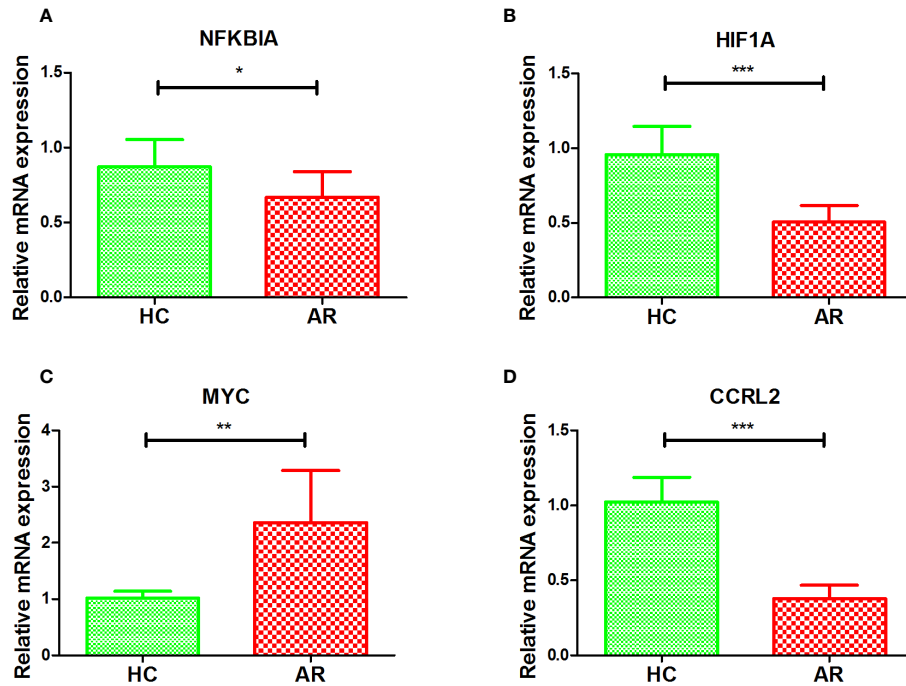 A
NFKBIA
Relative mRNA expression
1.5
1.0
0.5
0.0
*
HC
AR
B
HIF1A
Relative mRNA expression
1.5
1.0
0.5
0.0
***
HC
AR
C
MYC
Relative mRNA expression
4
3
2
1
0
**
HC
AR
D
CCRL2
Relative mRNA expression
1.5
1.0
0.5
0.0
***
HC
AR